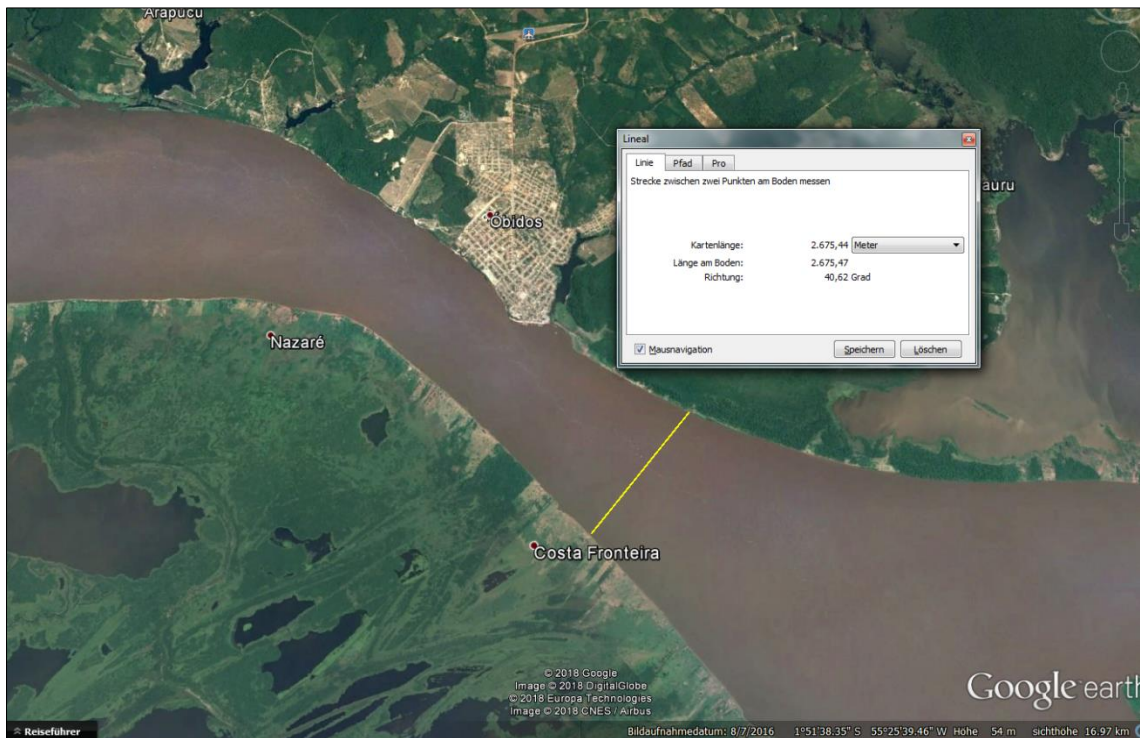 Arapucu
Lineal
Linie Pfad Pro
Strecke zwischen zwei Punkten am Boden messen
Kartenlänge: 2.675,44 Meter
Länge am Boden: 2.675,47
Richtung: 40,62 Grad
Mausnavigation Speichern Löschen
auru
Óbidos
Nazaré
Costa Fronteira
© 2018 Google
Image © 2018 DigitalGlobe
© 2018 Europa Technologies
Image © 2018 CNES / Airbus
Google earth
Reiseführer
Bildaufnahmedatum: 8/7/2016 1°51'38.35" S 55°25'39.46" W Höhe 54 m sichthöhe 16.97 km